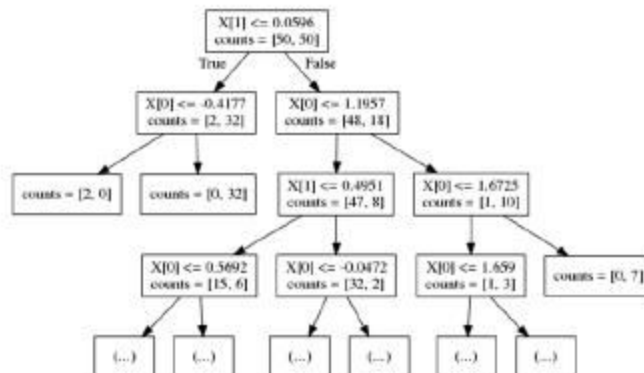 X[1] <= 0.0596
counts = [50, 50]
True
False
X[0] <= -0.4177
counts = [2, 32]
X[0] <= 1.1957
counts = [48, 18]
counts = [2, 0]
counts = [0, 32]
X[1] <= 0.4951
counts = [47, 8]
X[0] <= 1.6725
counts = [1, 10]
X[0] <= 0.5692
counts = [15, 6]
X[0] <= -0.0472
counts = [32, 2]
X[0] <= 1.659
counts = [1, 3]
counts = [0, 7]
(...)
(...)
(...)
(...)
(...)
(...)